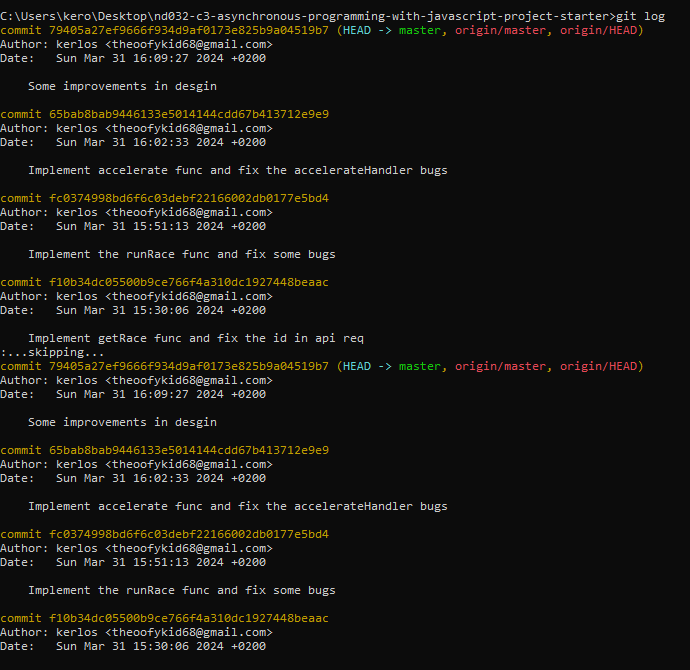 C:\Users\kero\Desktop\nd032-c3-asynchronous-programming-with-javascript-project-starter>git log
commit 79405a27ef9666f934d9af0173e825b9a04519b7 (HEAD -> master, origin/master, origin/HEAD)
Author: kerlos <theoofykid68@gmail.com>
Date:   Sun Mar 31 16:09:27 2024 +0200

    Some improvements in desgin

commit 65bab8bab9446133e5014144cdd67b413712e9e9
Author: kerlos <theoofykid68@gmail.com>
Date:   Sun Mar 31 16:02:33 2024 +0200

    Implement accelerate func and fix the accelerateHandler bugs

commit fc0374998bd6f6c03debf22166002db0177e5bd4
Author: kerlos <theoofykid68@gmail.com>
Date:   Sun Mar 31 15:51:13 2024 +0200

    Implement the runRace func and fix some bugs

commit f10b34dc05500b9ce766f4a310dc1927448beaac
Author: kerlos <theoofykid68@gmail.com>
Date:   Sun Mar 31 15:30:06 2024 +0200

    Implement getRace func and fix the id in api req
:...skipping...
commit 79405a27ef9666f934d9af0173e825b9a04519b7 (HEAD -> master, origin/master, origin/HEAD)
Author: kerlos <theoofykid68@gmail.com>
Date:   Sun Mar 31 16:09:27 2024 +0200

    Some improvements in desgin

commit 65bab8bab9446133e5014144cdd67b413712e9e9
Author: kerlos <theoofykid68@gmail.com>
Date:   Sun Mar 31 16:02:33 2024 +0200

    Implement accelerate func and fix the accelerateHandler bugs

commit fc0374998bd6f6c03debf22166002db0177e5bd4
Author: kerlos <theoofykid68@gmail.com>
Date:   Sun Mar 31 15:51:13 2024 +0200

    Implement the runRace func and fix some bugs

commit f10b34dc05500b9ce766f4a310dc1927448beaac
Author: kerlos <theoofykid68@gmail.com>
Date:   Sun Mar 31 15:30:06 2024 +0200